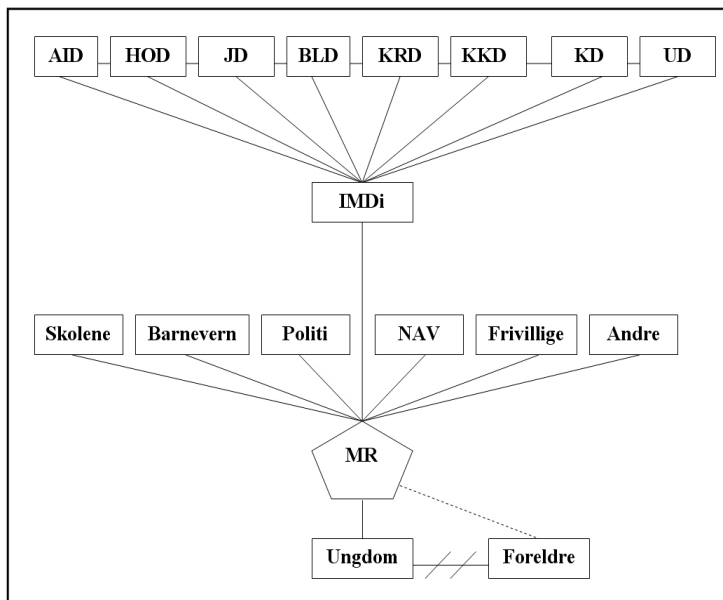 AID HOD JD BLD KRD KKD KD UD
IMDi
Skolene Barnevern Politi NAV Frivillige Andre
MR
Ungdom Foreldre